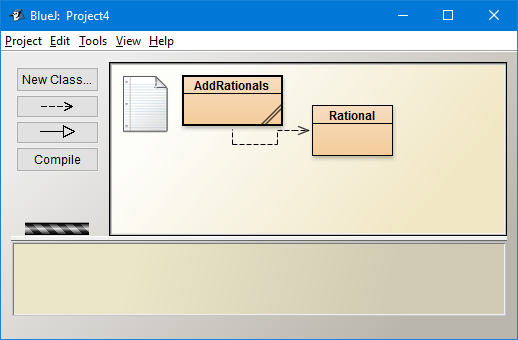 BlueJ:  Project4
Project Edit Tools View Help
New Class...
Compile
AddRationals
Rational